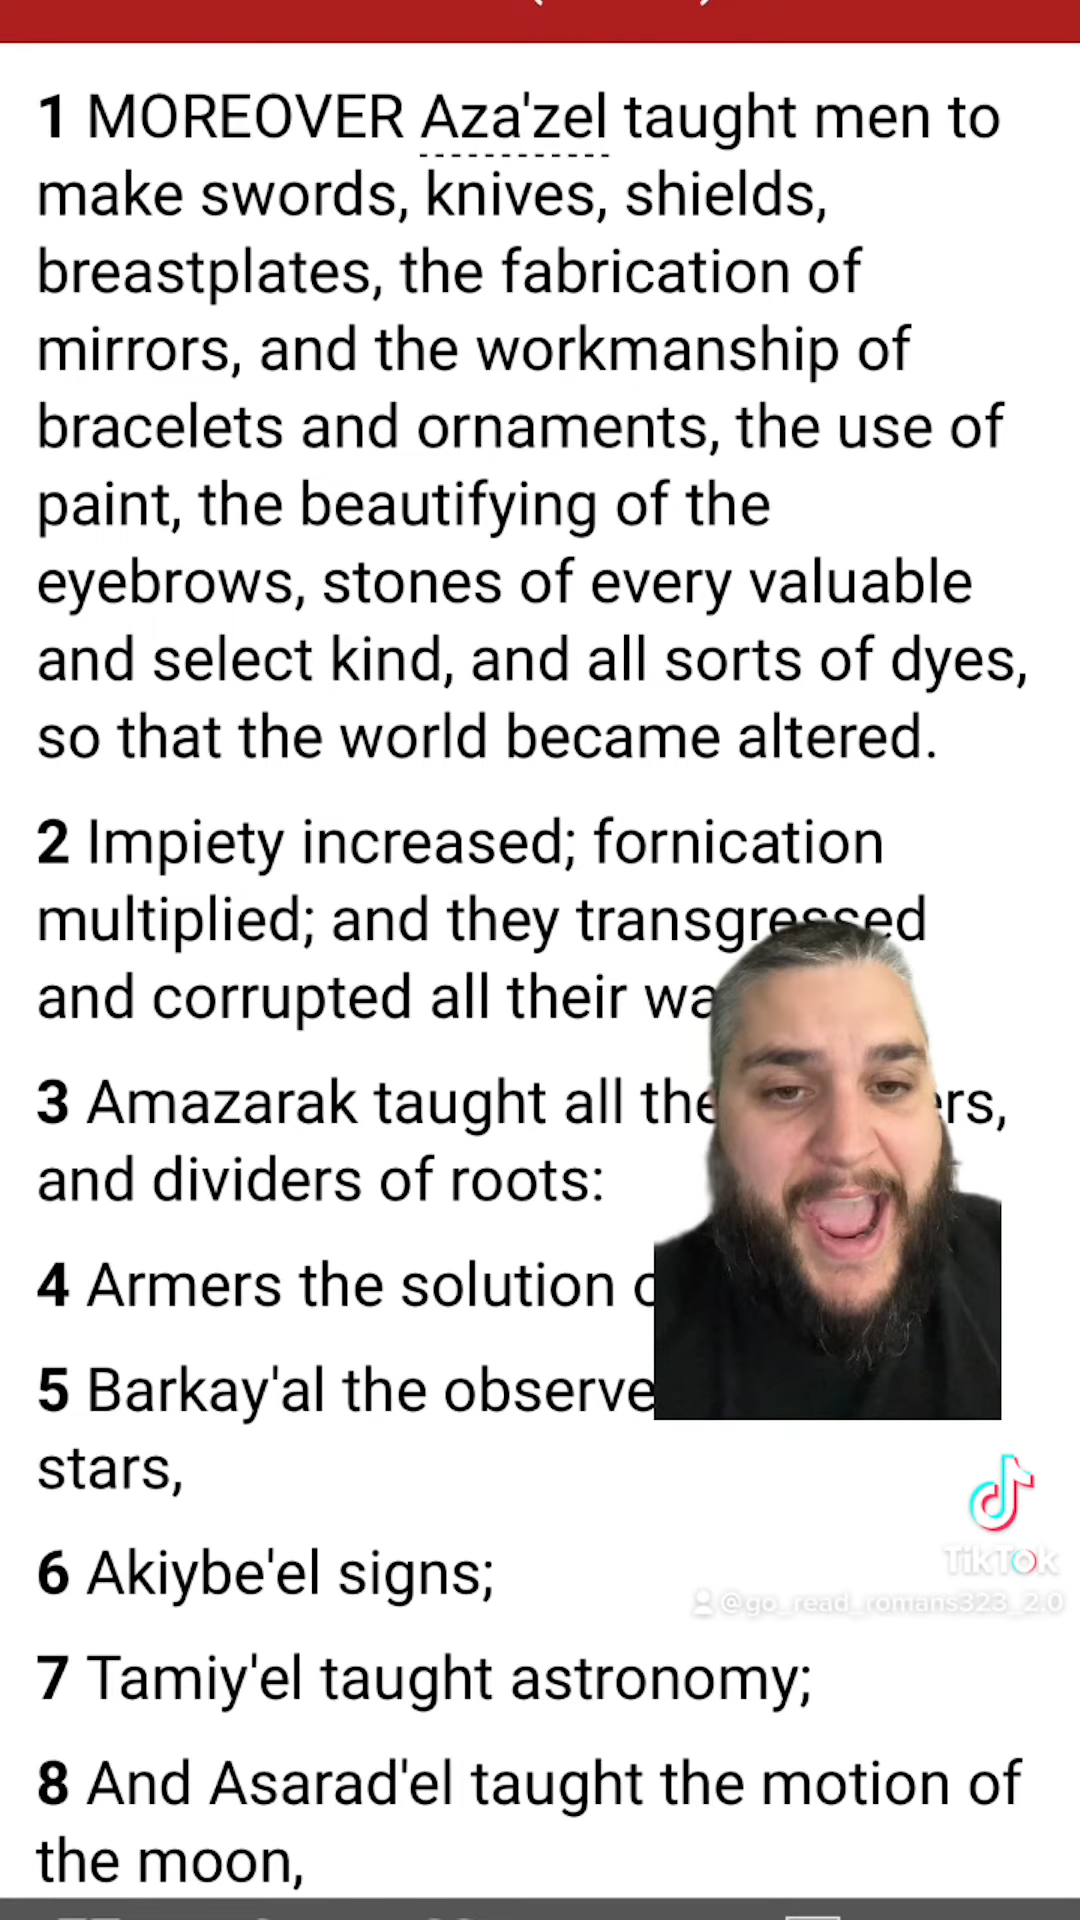 1 MOREOVER Aza'zel taught men to
make swords, knives, shields,
breastplates, the fabrication of
mirrors, and the workmanship of
bracelets and ornaments, the use of
paint, the beautifying of the
eyebrows, stones of every valuable
and select kind, and all sorts of dyes,
so that the world became altered.
2 Impiety increased; fornication
multiplied; and they transgressed
and corrupted all their
3 Amazarak taught all
and dividers of roots:
4 Armers the solution
5 Barkay'al the
stars,
6 Akiybe'el signs;
7 Tamiy'el taught astronomy;
8 And Asarad'el taught the motion of
the moon,
TikTok
@go_read_romans323_2.0